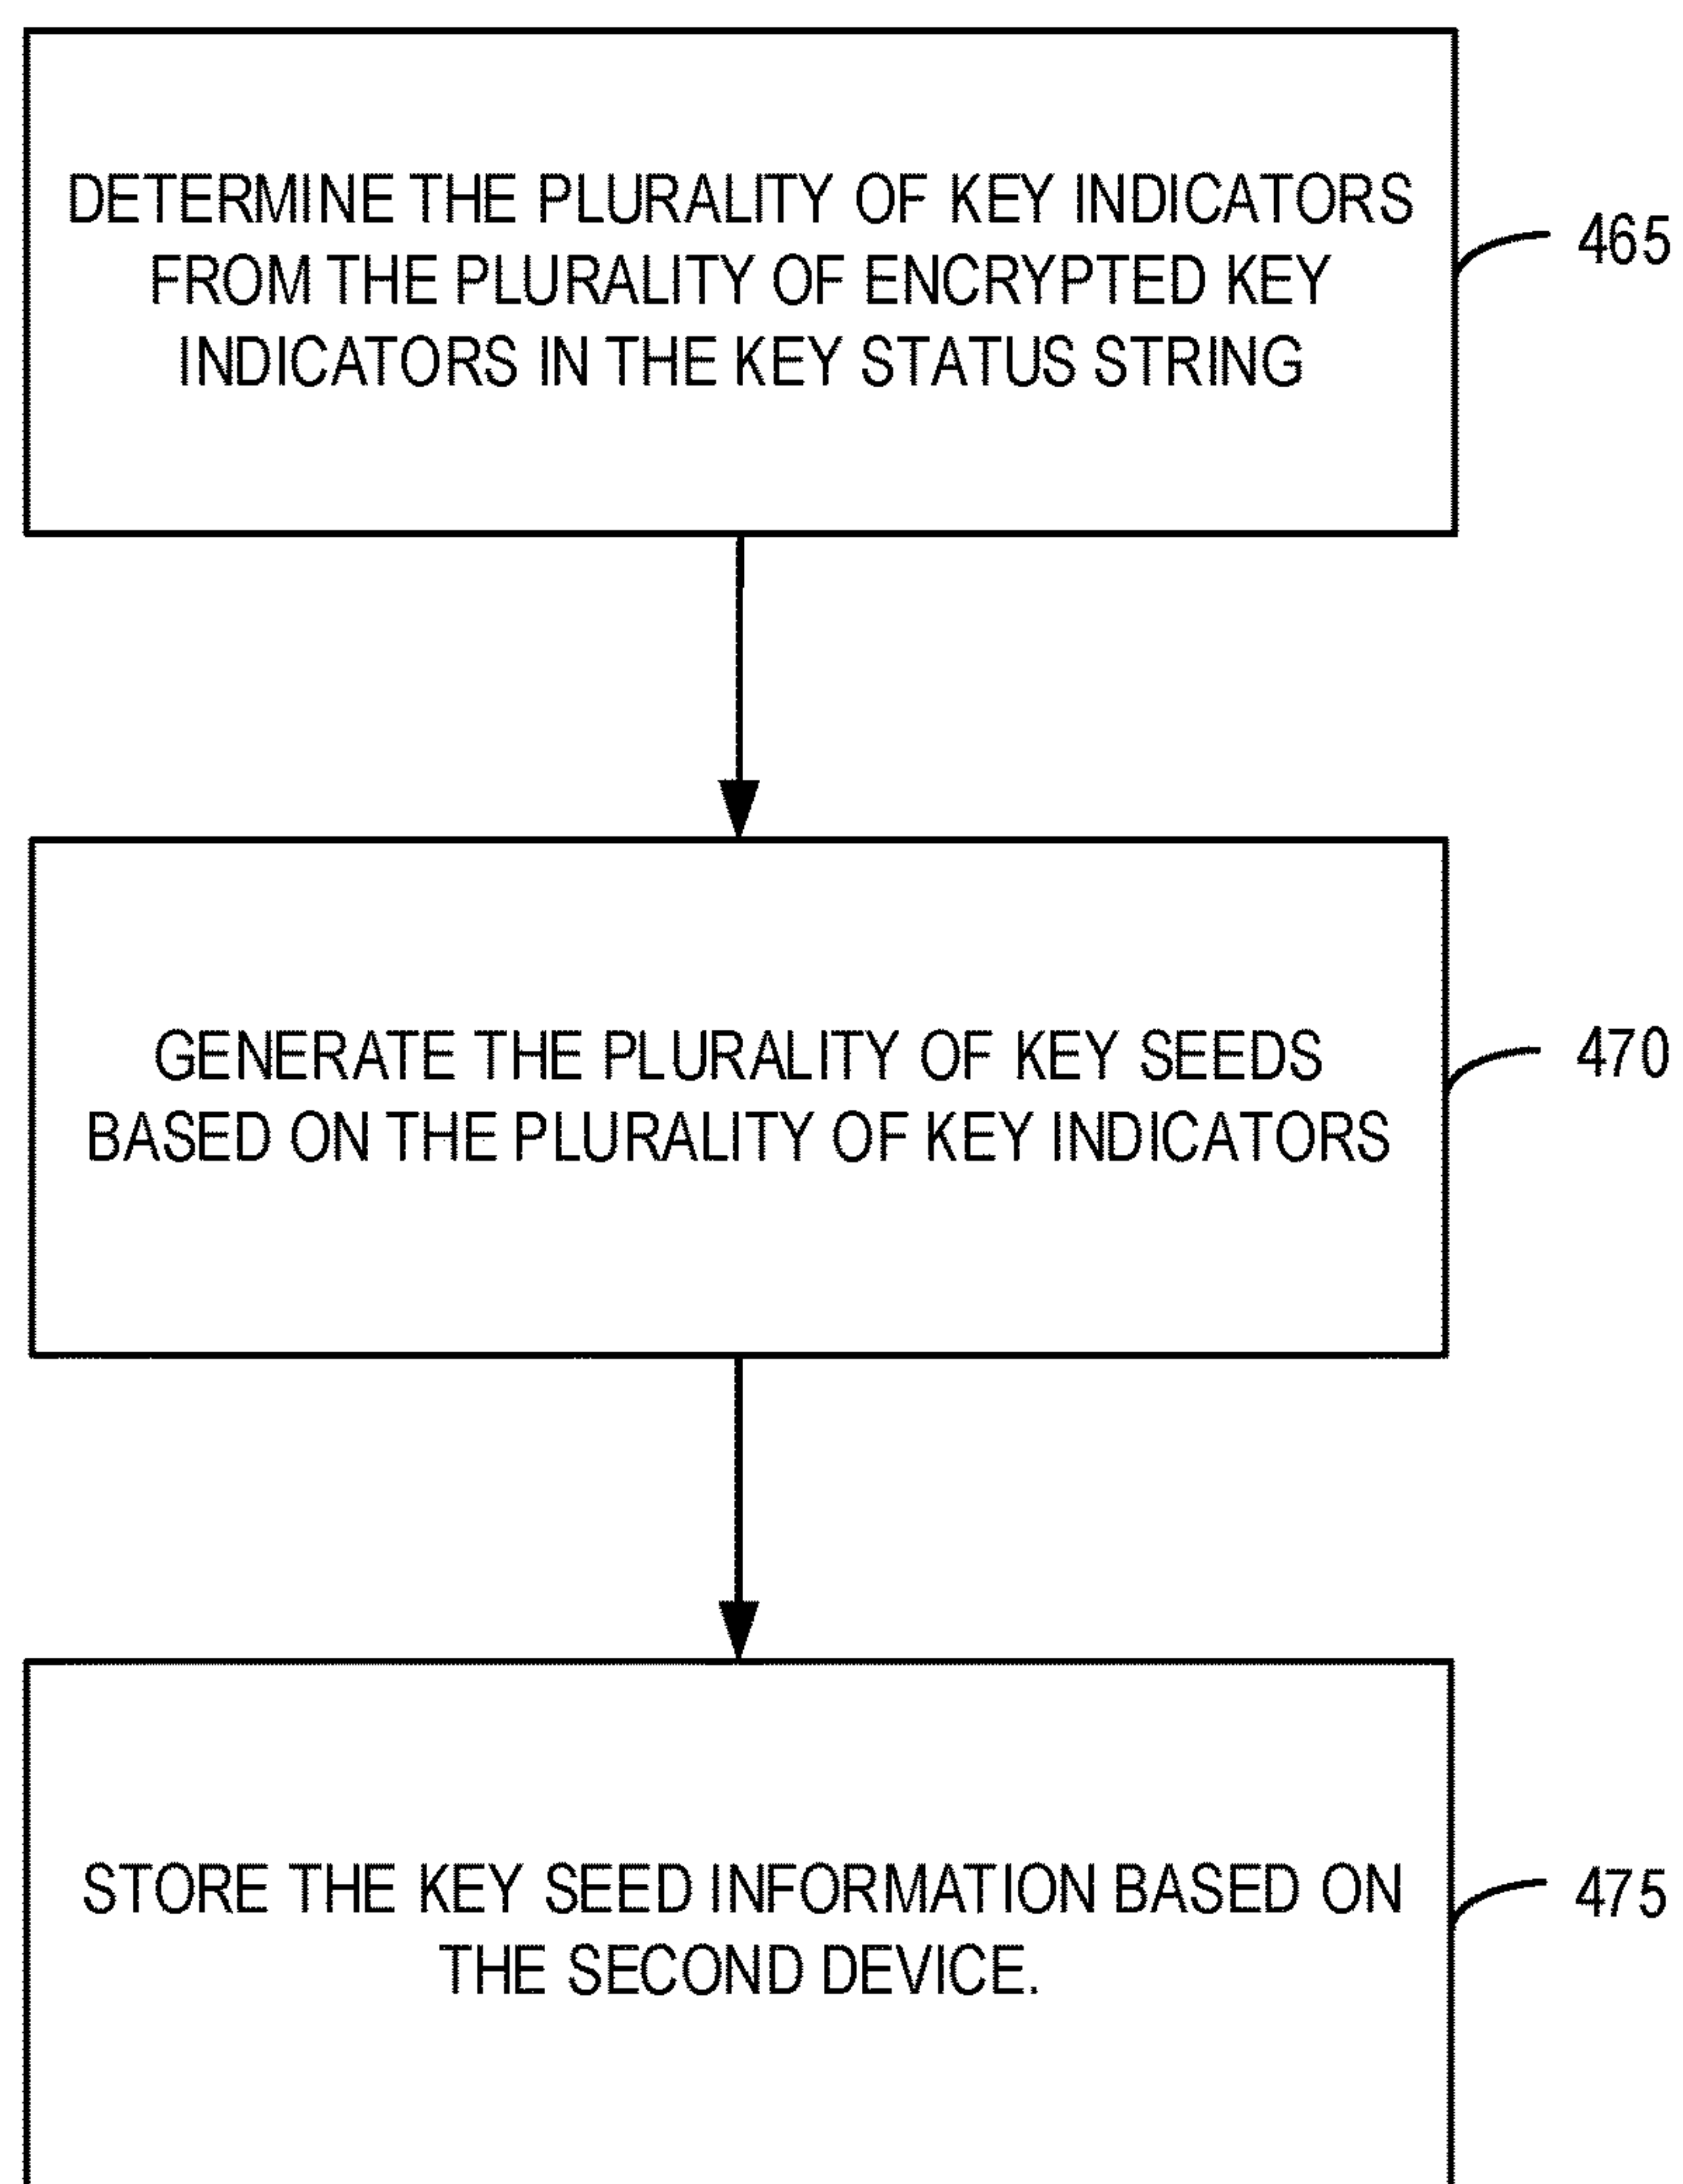 DETERMINE THE PLURALITY OF KEY INDICATORS
FROM THE PLURALITY OF ENCRYPTED KEY
INDICATORS IN THE KEY STATUS STRING
465
GENERATE THE PLURALITY OF KEY SEEDS
BASED ON THE PLURALITY OF KEY INDICATORS
470
STORE THE KEY SEED INFORMATION BASED ON
THE SECOND DEVICE.
475